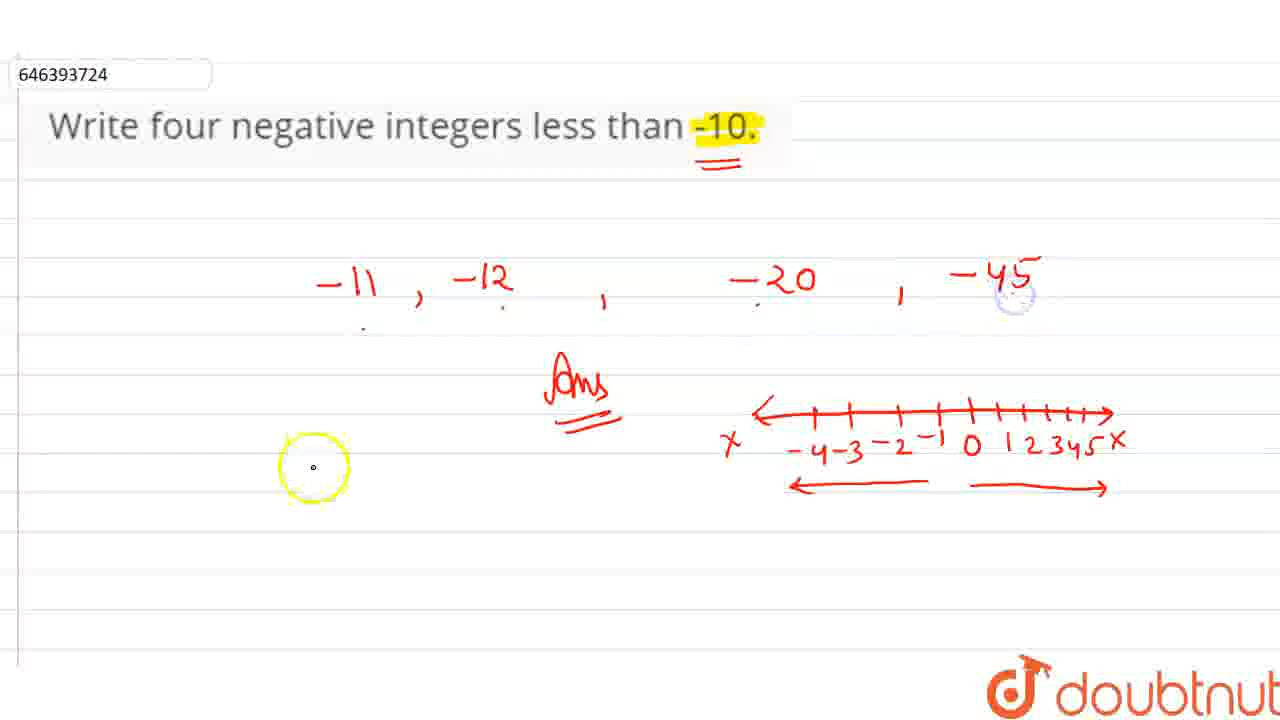 646393724
Write four negative integers less than -10.
-11 , -12 , -20 , -45
Ans
x -4 -3 -2 -1 0 1 2 3 4 5 x
doubtnut